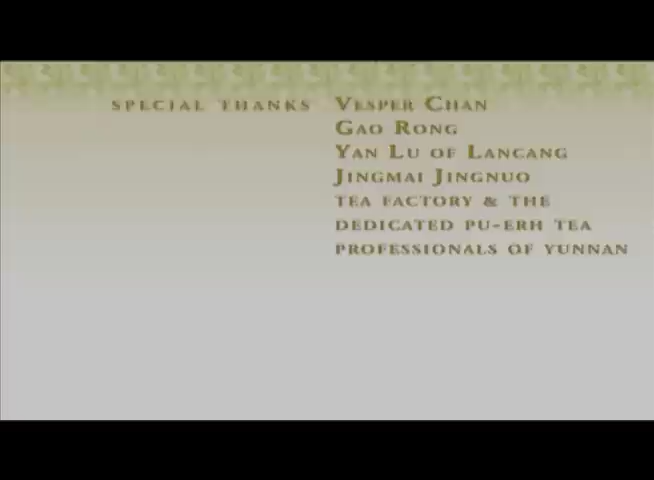 SPECIAL THANKS VESPER CHAN
GAO RONG
YAN LU OF LANCANG
JINGMAI JINGNUO
TEA FACTORY & THE
DEDICATED PU-ERH TEA
PROFESSIONALS OF YUNNAN